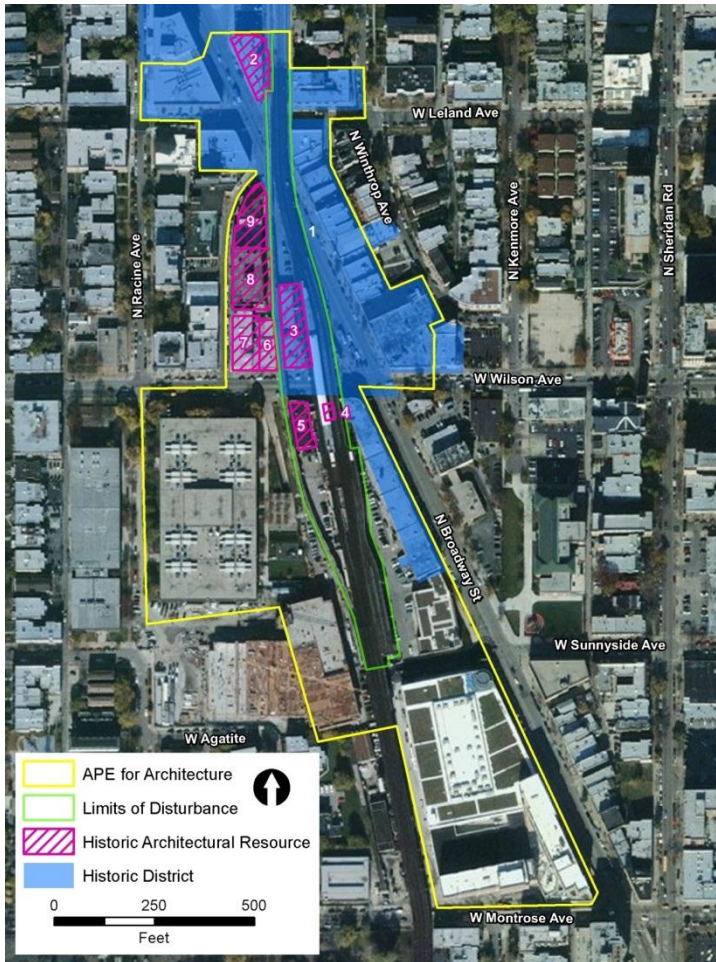 2
W Leland Ave
N Winthrop Ave
N Kenmore Ave
N Sheridan Rd
N Racine Ave
1
9
8
3
7 6
W Wilson Ave
4
5
N Broadway St
W Sunnyside Ave
W Agatite
APE for Architecture
Limits of Disturbance
Historic Architectural Resource
Historic District
0 250 500
Feet
W Montrose Ave